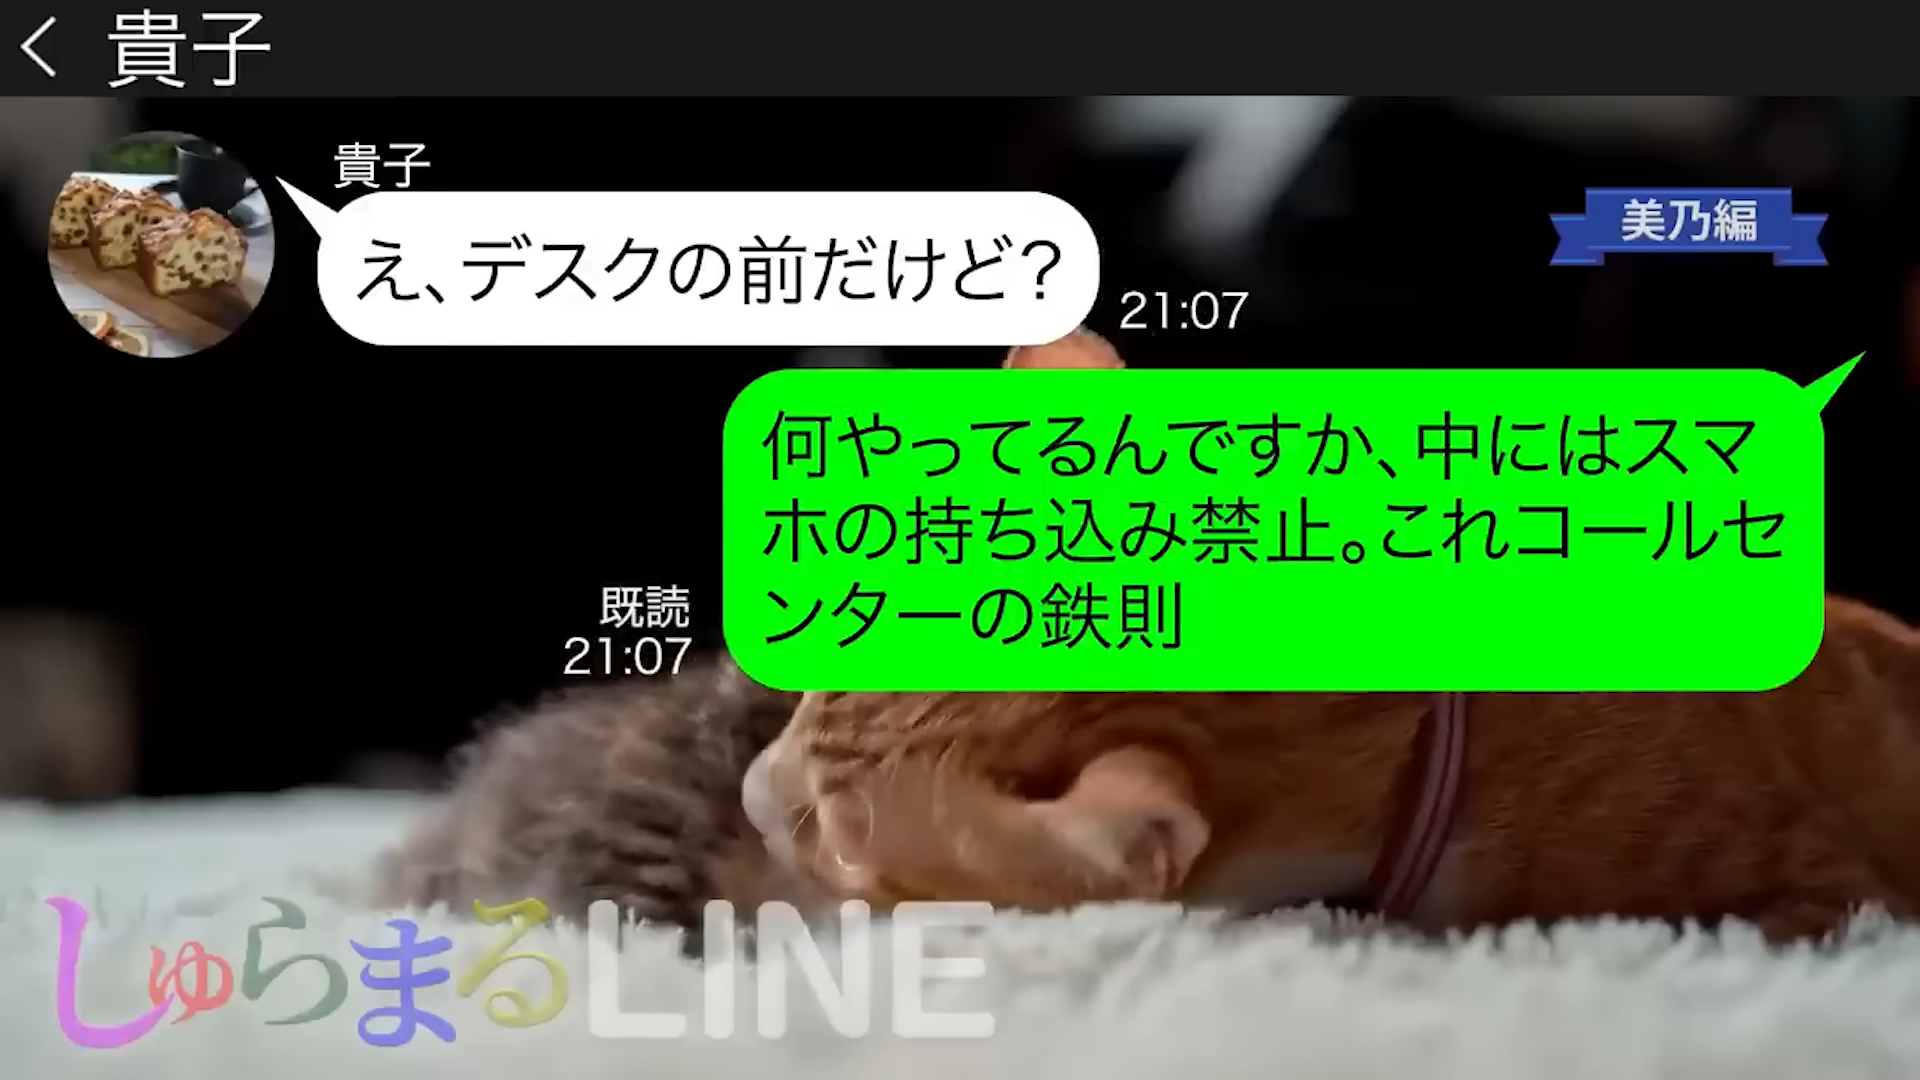 貴子
貴子
美乃編
え、デスクの前だけど?
21:07
何やってるんですか、中にはスマ
ホの持ち込み禁止。これコールセ
ンターの鉄則
既読
21:07
しゅらまるLINE